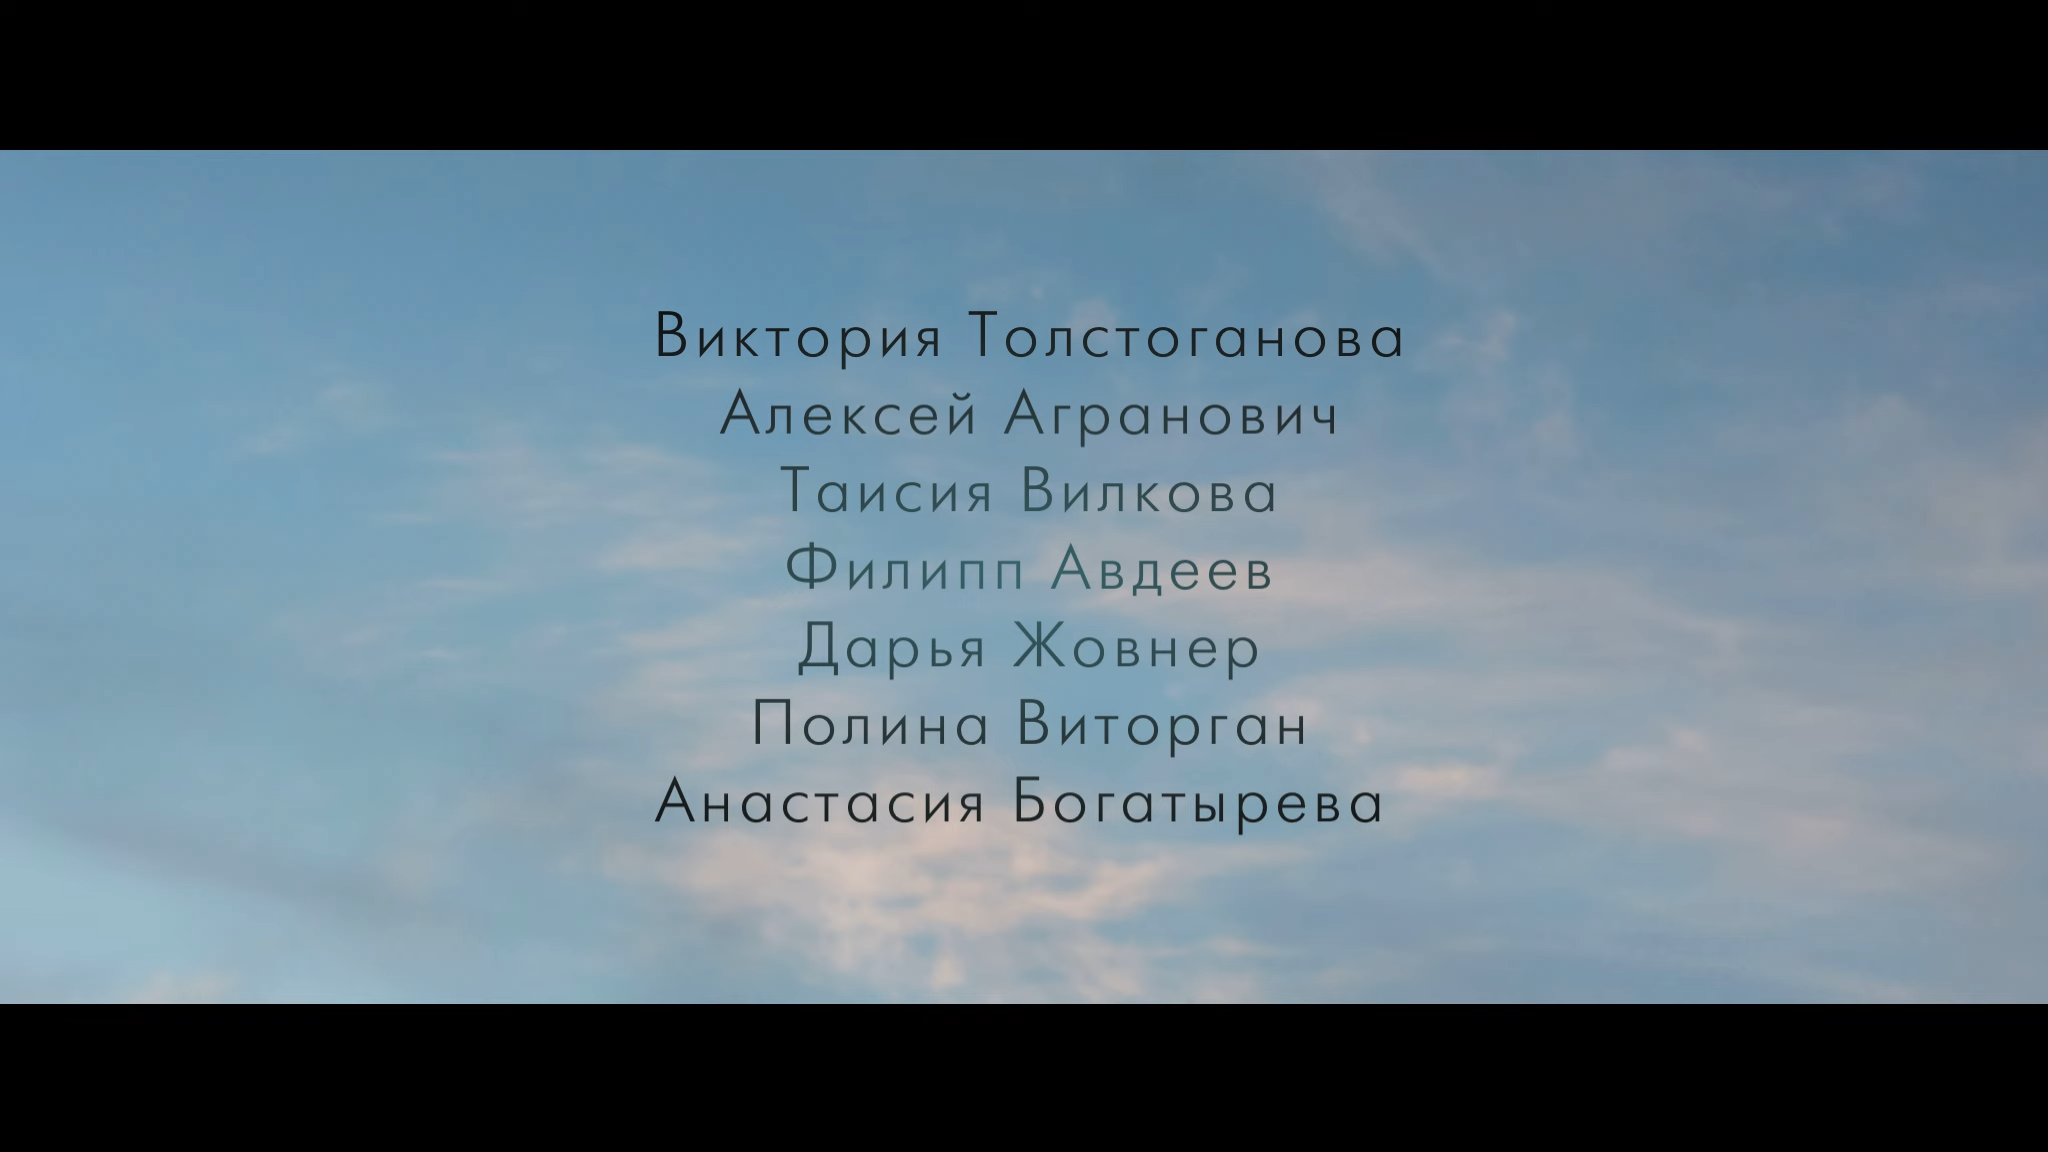 Виктория Толстоганова
Алексей Агранович
Таисия Вилкова
Филипп Авдеев
Дарья Жовнер
Полина Виторган
Анастасия Богатырева